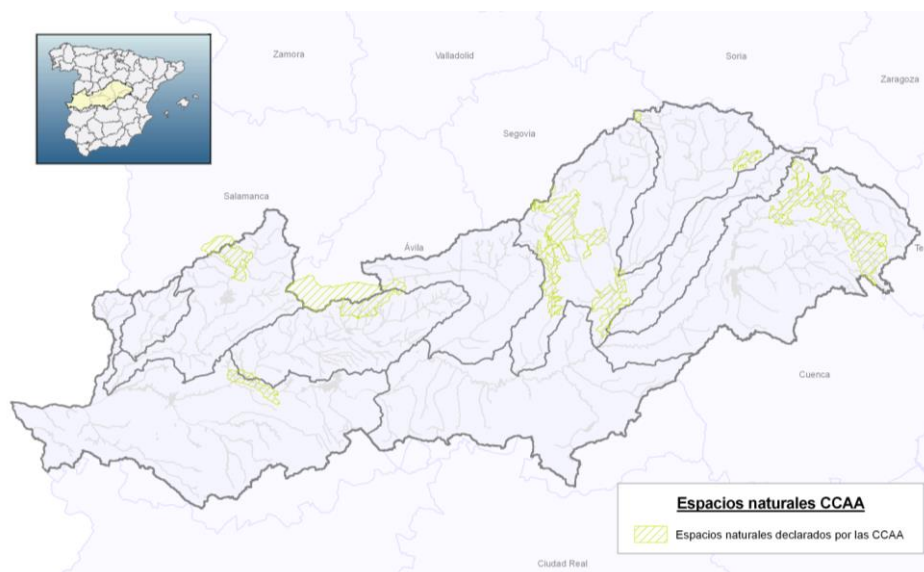 Zamora
Valladolid
Soria
Zaragoza
Segovia
Salamanca
Ávila
Te
Cuenca
Espacios naturales CCAA
Espacios naturales declarados por las CCAA
Ciudad Real